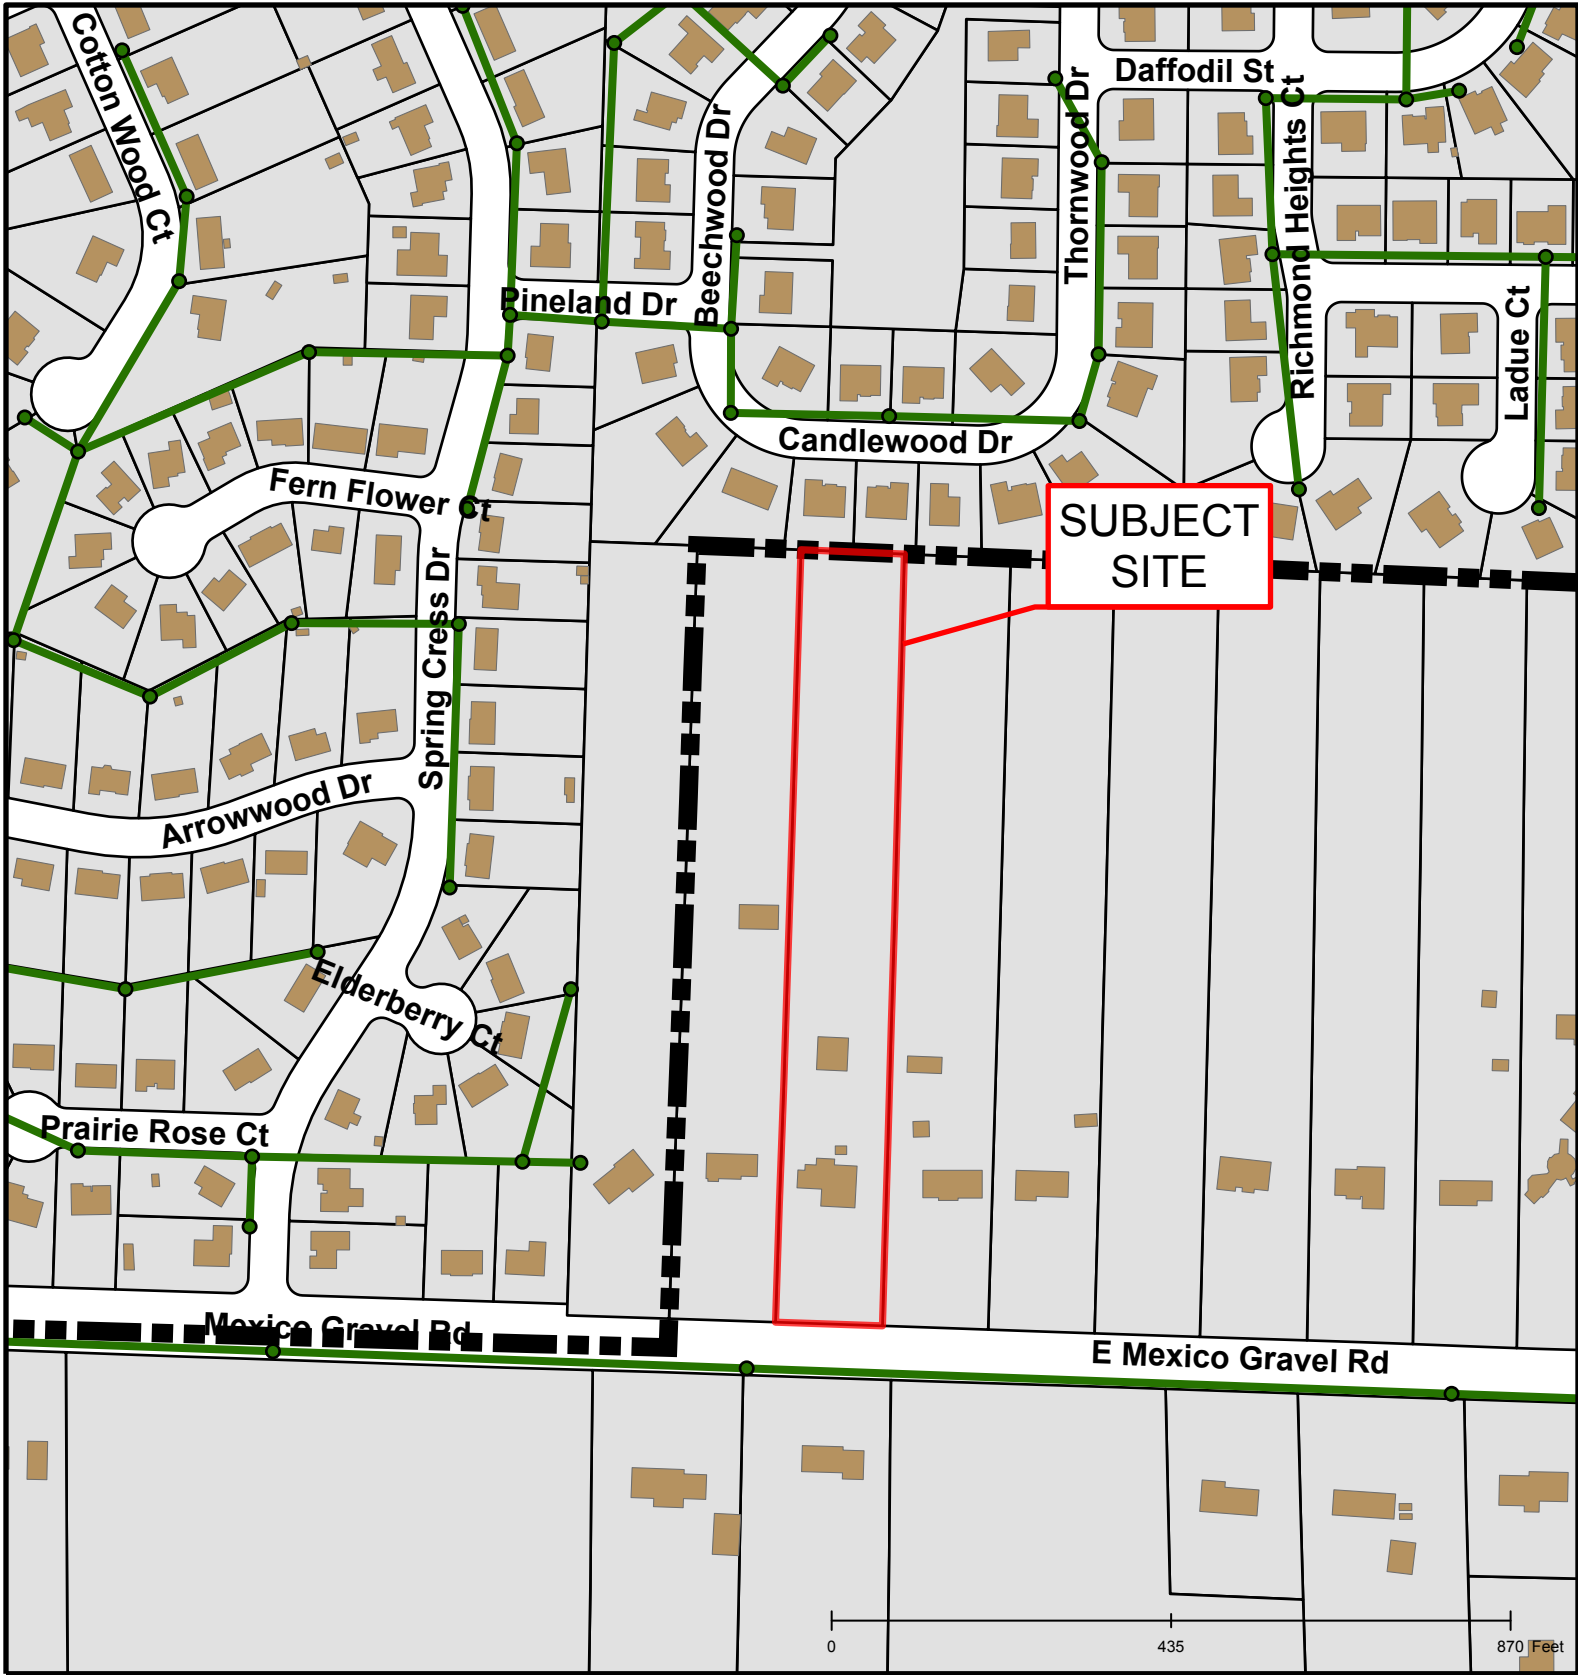 Cotton Wood Ct
Daffodil St
Thornwood Dr
Beechwood Dr
Richmond Heights Ct
Pineland Dr
Ladue Ct
Candlewood Dr
Fern Flower Ct
SUBJECT
SITE
Spring Cress Dr
Arrowwood Dr
Elderberry Ct
Prairie Rose Ct
Mexico Gravel Rd
E Mexico Gravel Rd
0 435 870 Feet